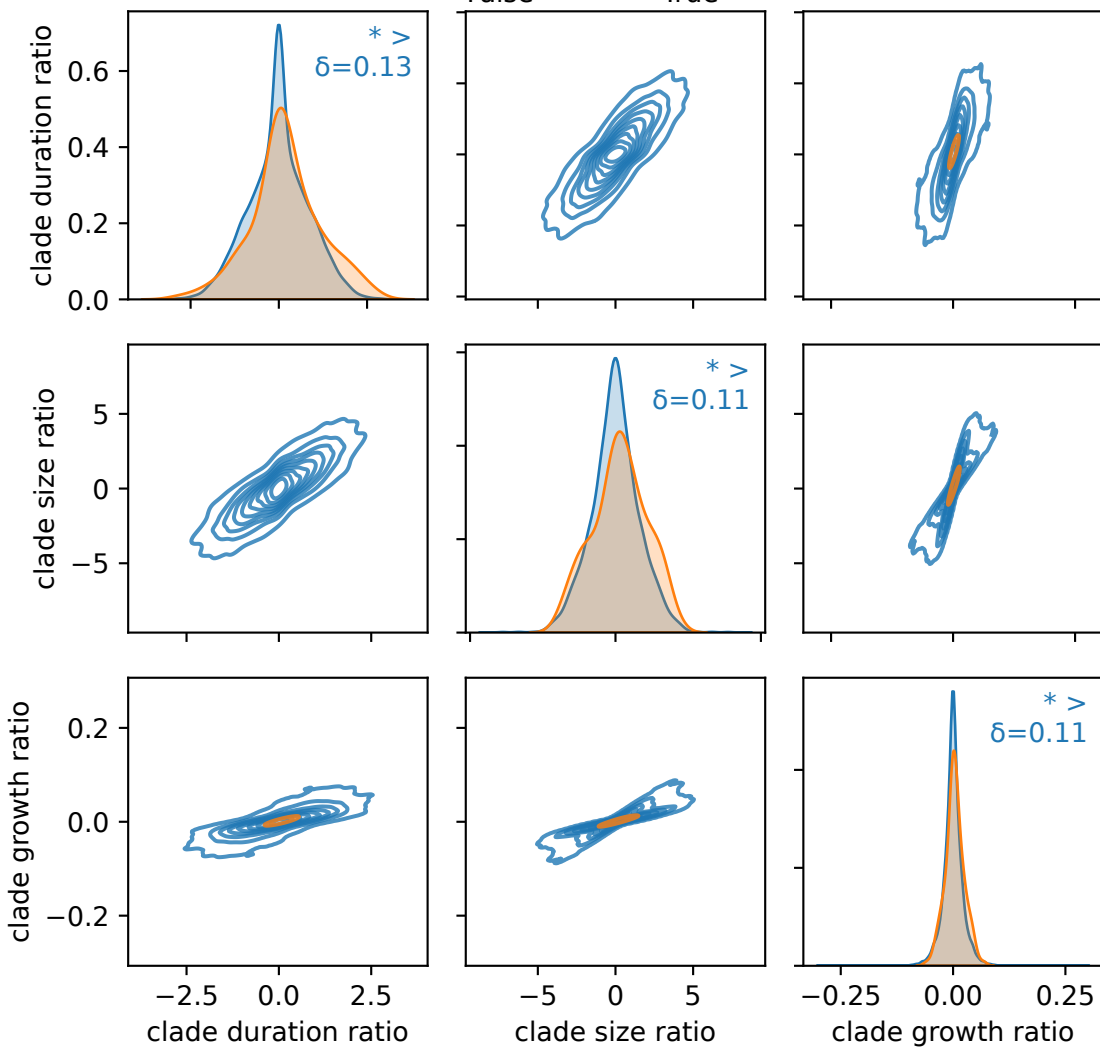 * >
δ=0.13
clade duration ratio
0.6
0.4
0.2
0.0
* >
δ=0.11
clade size ratio
5
0
−5
* >
δ=0.11
clade growth ratio
0.2
0.0
−0.2
−2.5 0.0 2.5 −5 0 5 −0.25 0.00 0.25
clade duration ratio clade size ratio clade growth ratio